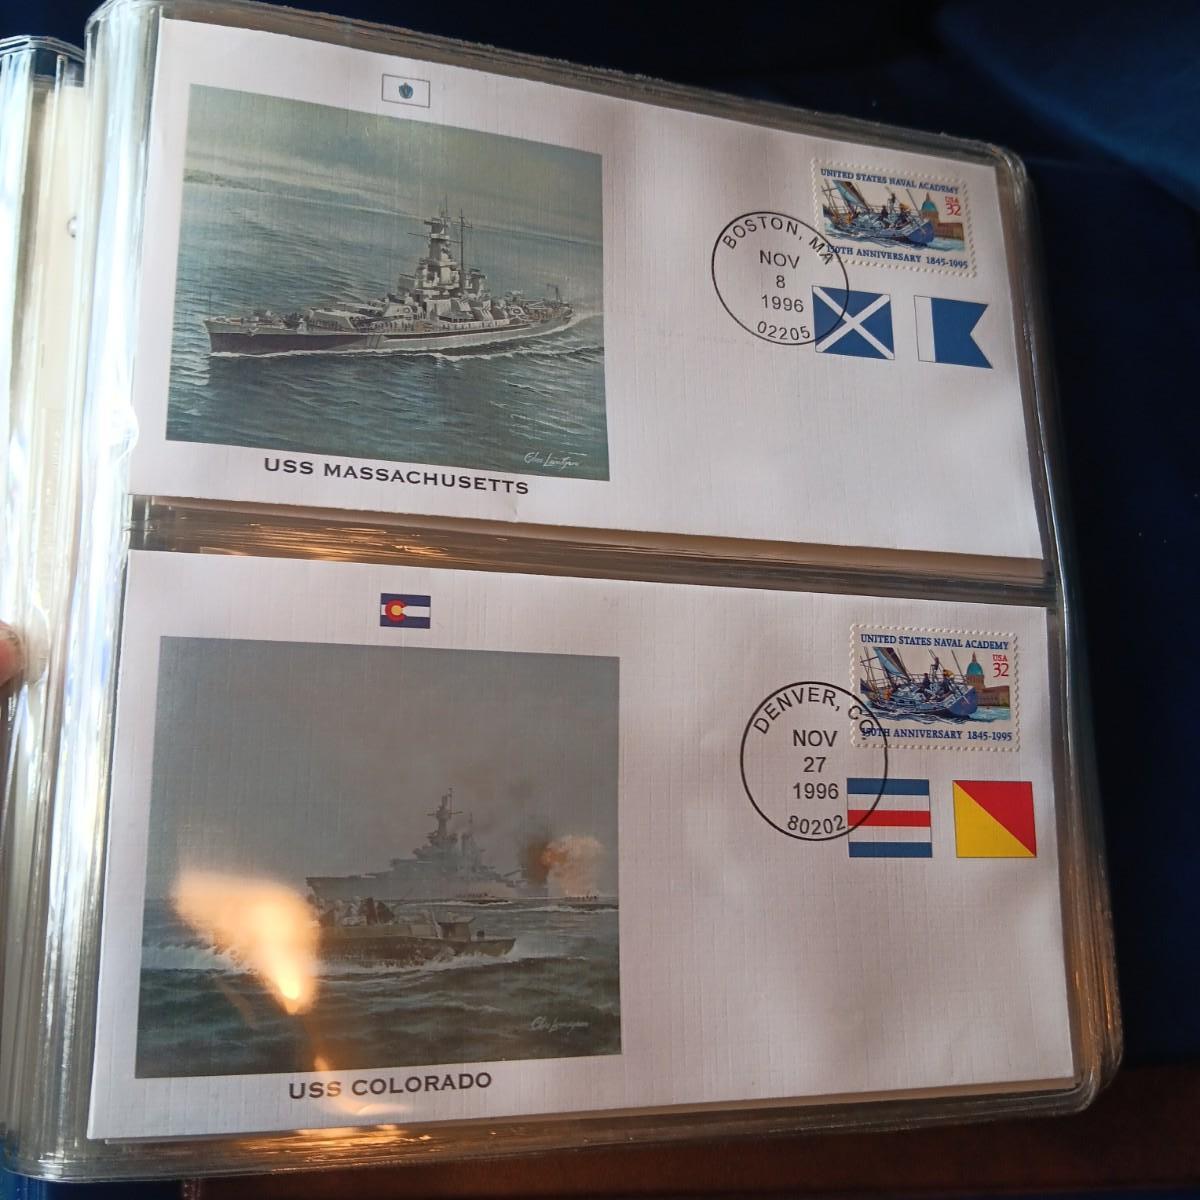 UNITED STATES NAVAL ACADEMY
USA
32
150TH ANNIVERSARY 1845-1995
BOSTON, MA
NOV
8
1996
02205
USS MASSACHUSETTS
UNITED STATES NAVAL ACADEMY
USA
32
150TH ANNIVERSARY 1845-1995
DENVER, CO
NOV
27
1996
80202
USS COLORADO